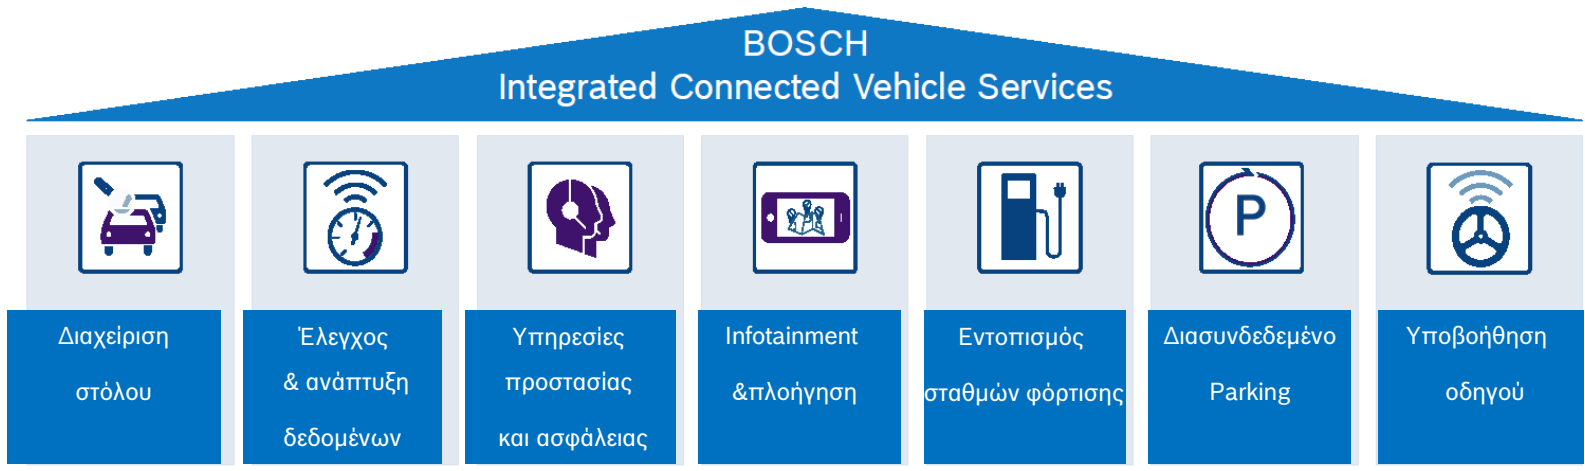 BOSCH
Integrated Connected Vehicle Services
P
Διαχείριση
στόλου
Έλεγχος
& ανάπτυξη
δεδομένων
Υπηρεσίες
προστασίας
και ασφάλειας
Infotainment
&πλοήγηση
Εντοπισμός
σταθμών φόρτισης
Διασυνδεδεμένο
Parking
Υποβοήθηση
οδηγού